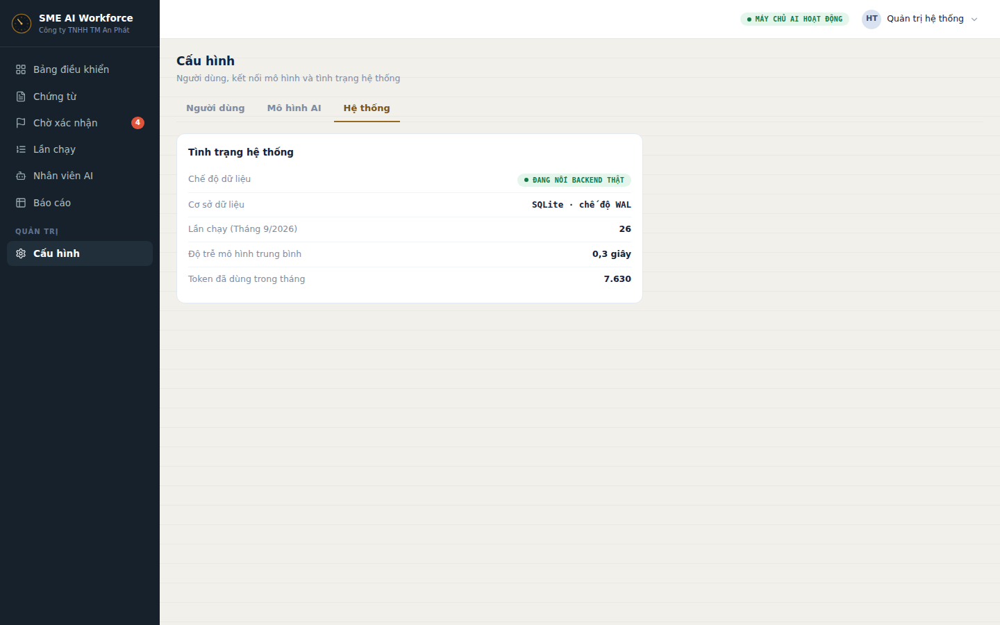 SME AI Workforce
Công ty TNHH TM An Phát
Bảng điều khiển
Chứng từ
Chờ xác nhận 4
Lần chạy
Nhân viên AI
Báo cáo
QUẢN TRỊ
Cấu hình
MÁY CHỦ AI HOẠT ĐỘNG
HT Quản trị hệ thống
Cấu hình
Người dùng, kết nối mô hình và tình trạng hệ thống
Người dùng Mô hình AI Hệ thống
Tình trạng hệ thống
Chế độ dữ liệu ĐANG NỐI BACKEND THẬT
Cơ sở dữ liệu SQLite · chế độ WAL
Lần chạy (Tháng 9/2026) 26
Độ trễ mô hình trung bình 0,3 giây
Token đã dùng trong tháng 7.630